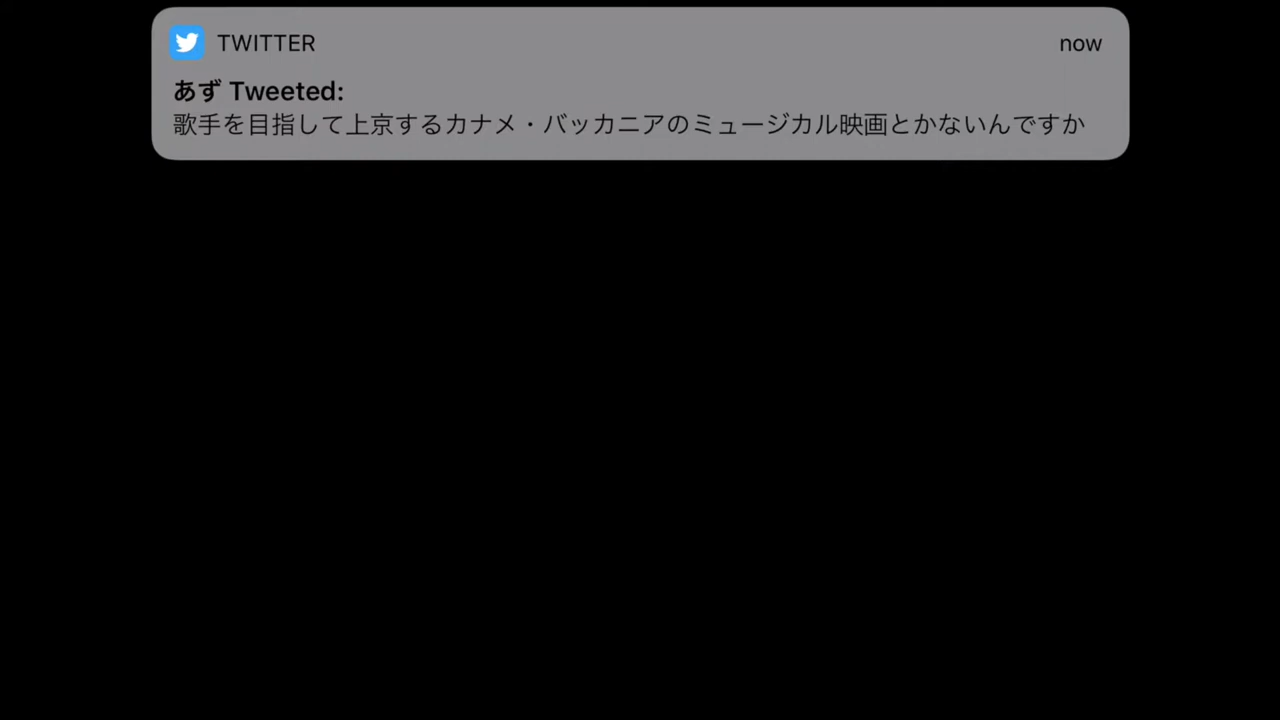 TWITTER
now
あず Tweeted:
歌手を目指して上京するカナメ・バッカニアのミュージカル映画とかないんですか